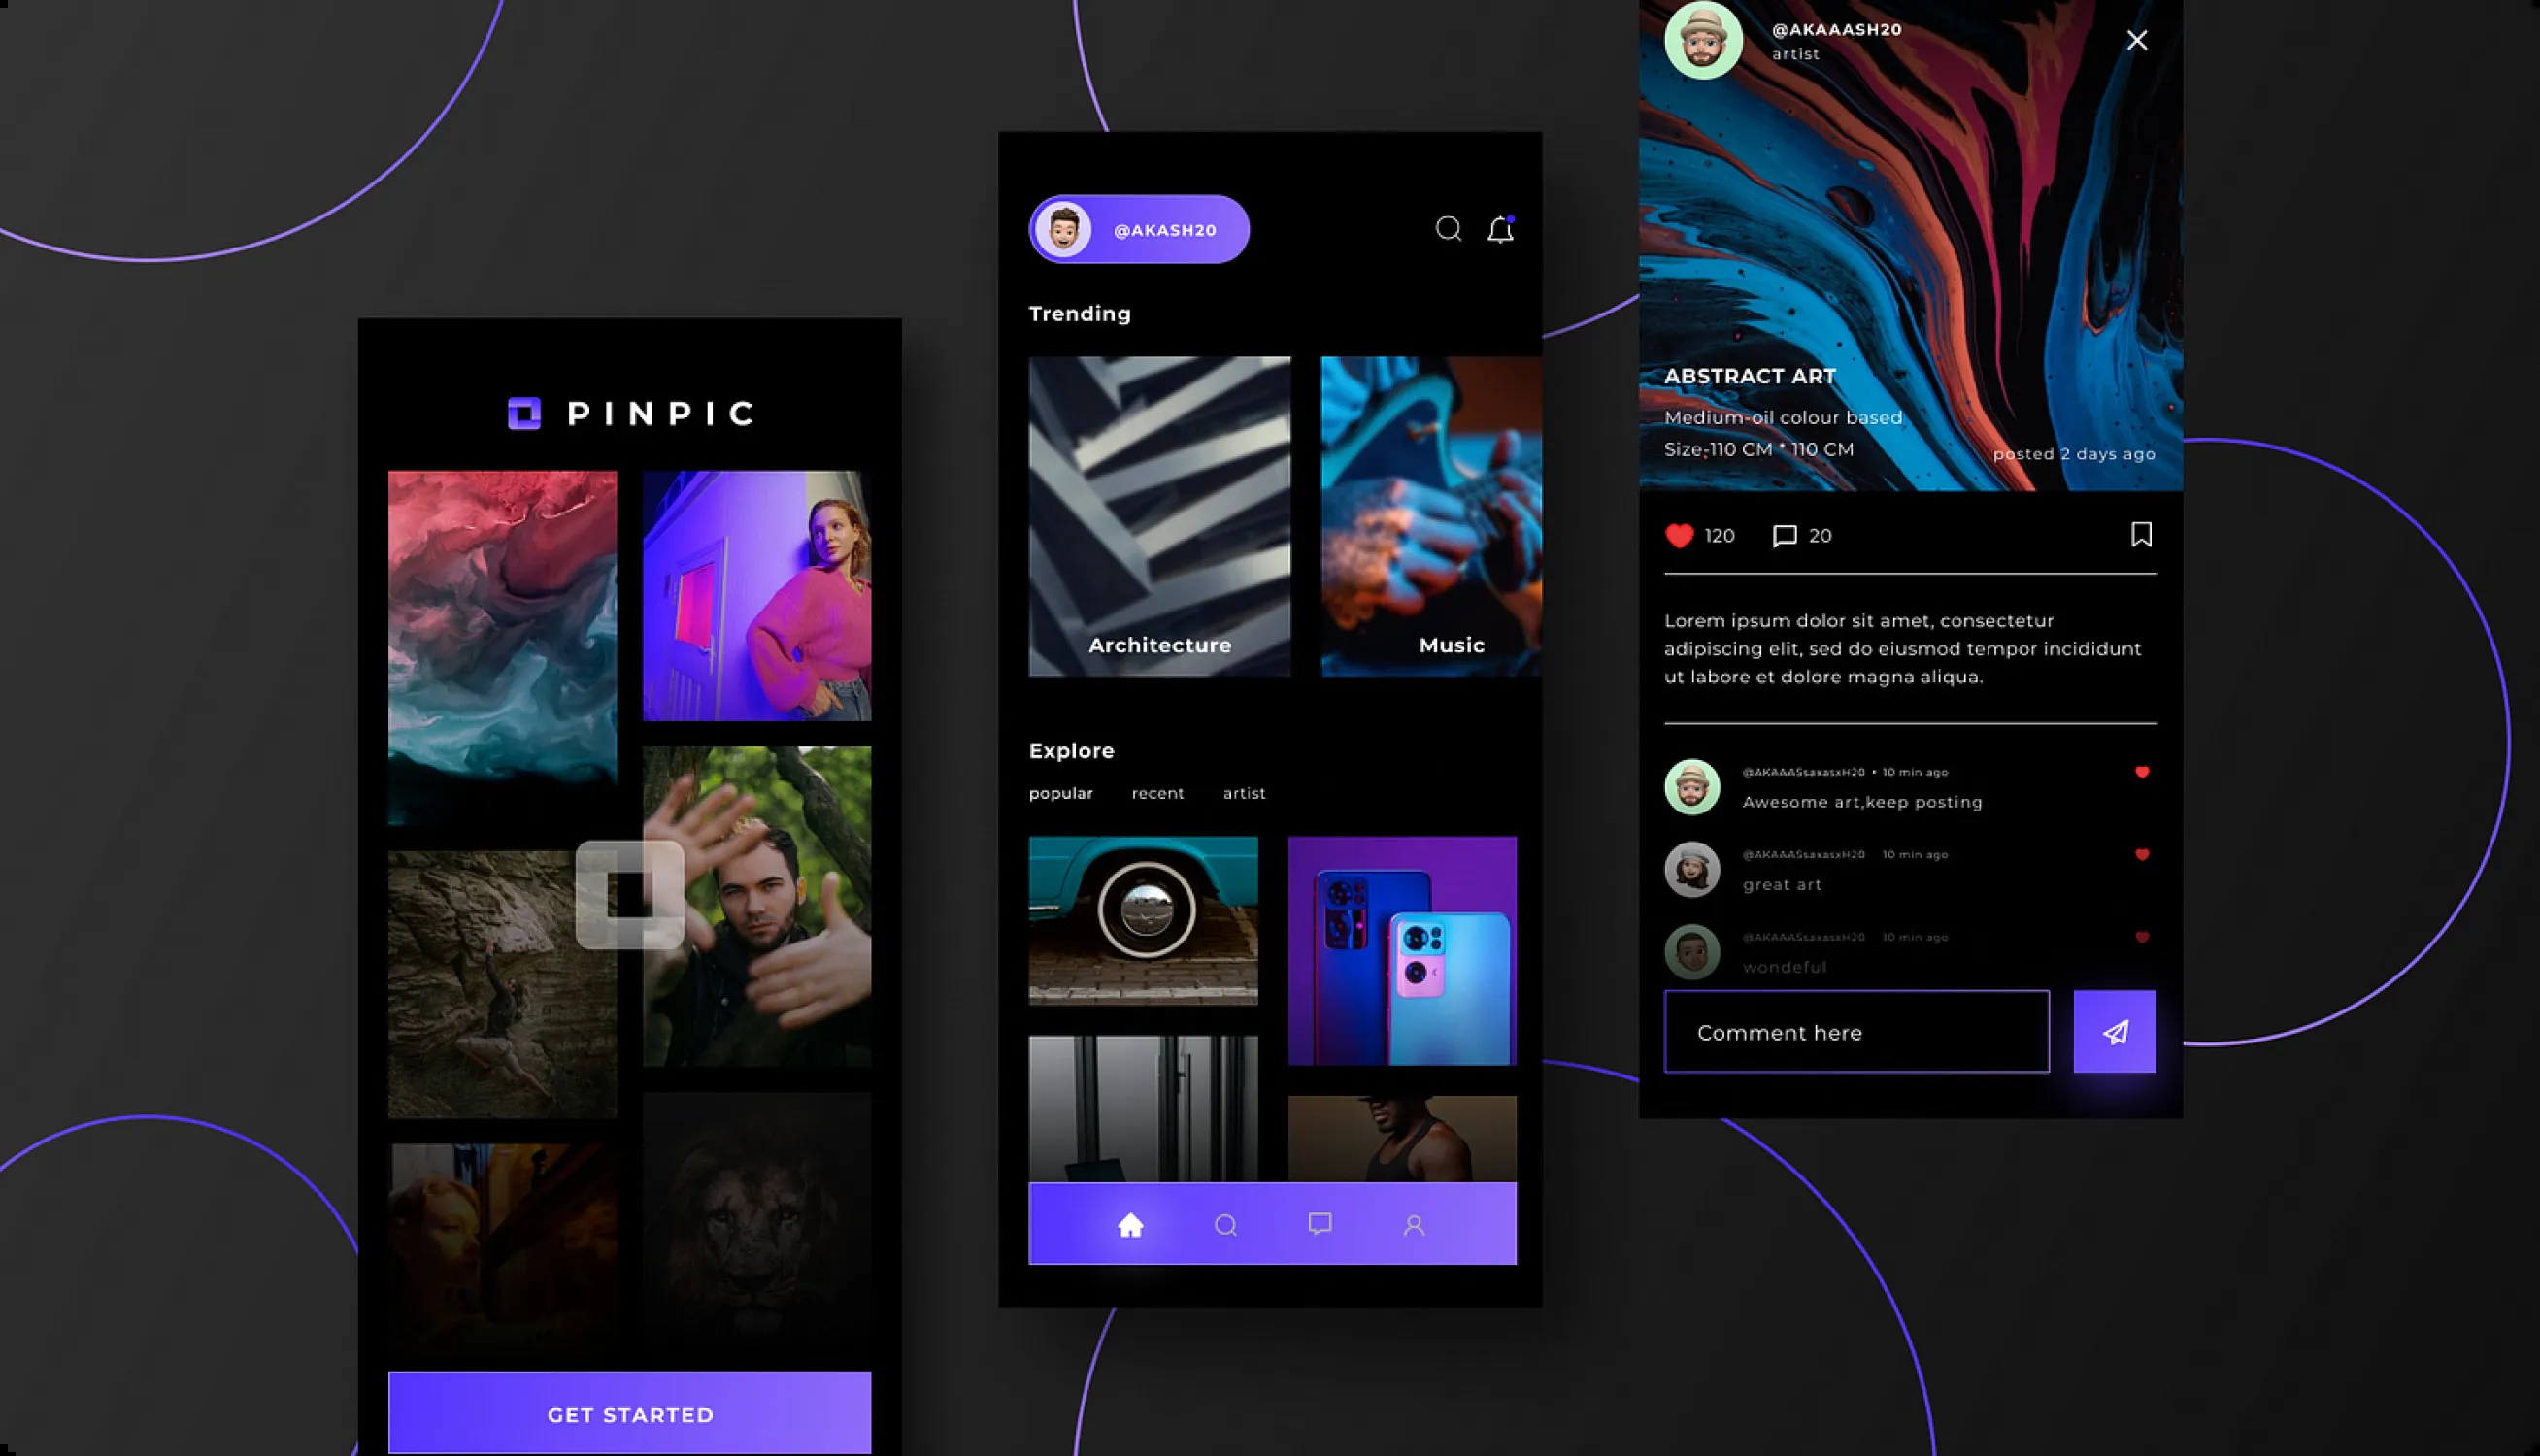 PINPIC
GET STARTED
@AKASH20
Trending
Architecture
Music
Explore
popular recent artist
@AKAAASH20
artist
ABSTRACT ART
Medium-oil colour based
Size-110 CM * 110 CM
posted 2 days ago
120 20
Lorem ipsum dolor sit amet, consectetur
adipiscing elit, sed do eiusmod tempor incididunt
ut labore et dolore magna aliqua.
@AKAAASsaxasxH20 • 10 min ago
Awesome art,keep posting
@AKAAASsaxasxH20 10 min ago
great art
@AKAAASsaxasxH20 10 min ago
wondeful
Comment here